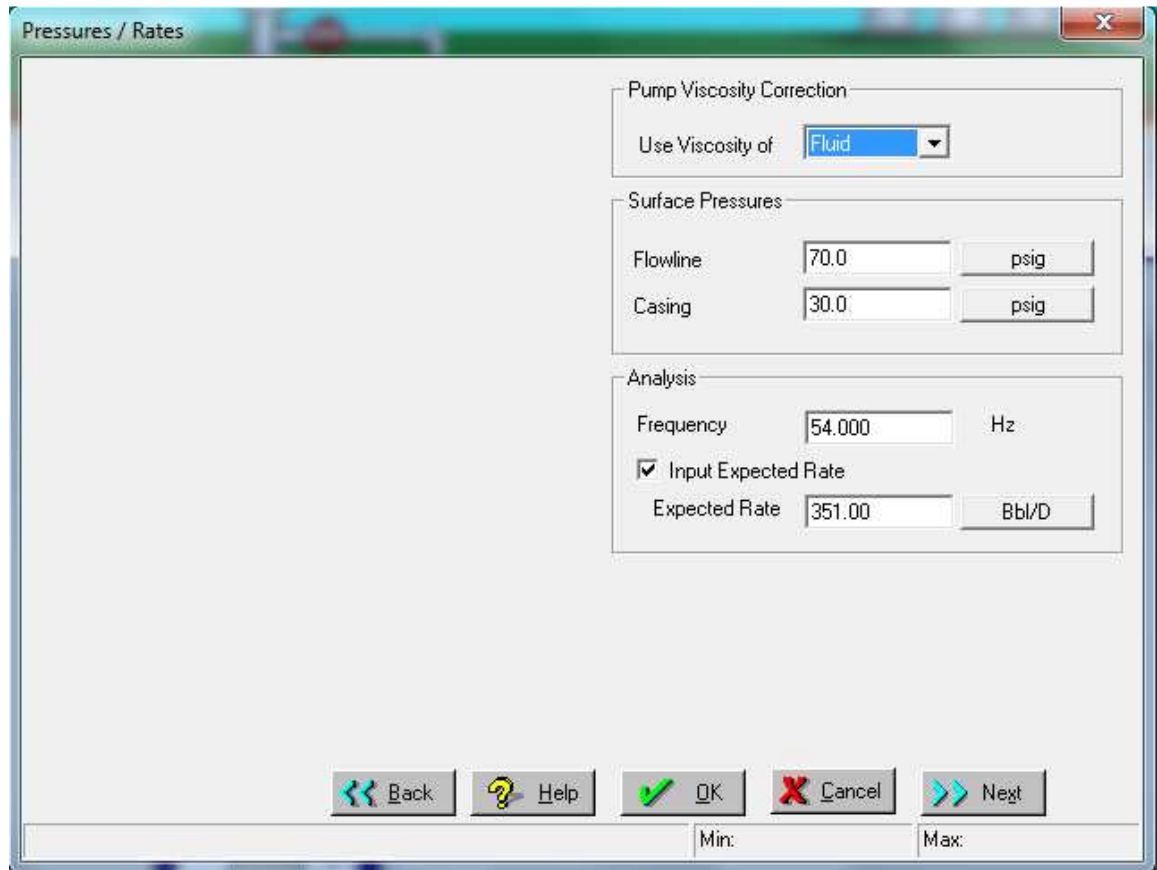 Pressures / Rates
Pump Viscosity Correction
Use Viscosity of Fluid
Surface Pressures
Flowline 70.0 psig
Casing 30.0 psig
Analysis
Frequency 54.000 Hz
Input Expected Rate
Expected Rate 351.00 Bbl/D
Back Help OK Cancel Next
Min: Max: